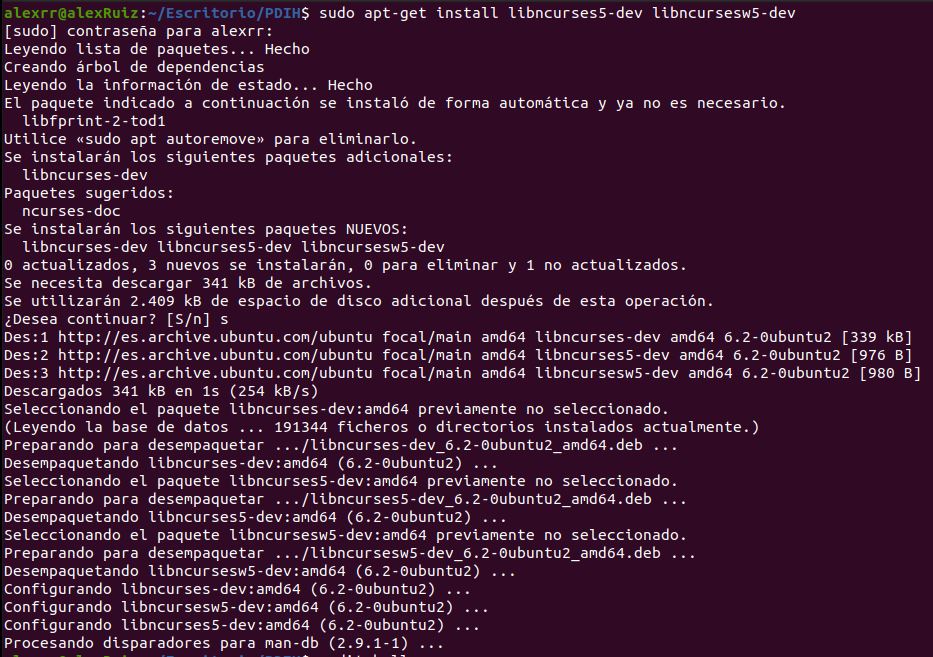 alexrr@alexRuiz:~/Escritorio/PDIH$ sudo apt-get install libncurses5-dev libncursesw5-dev
[sudo] contraseña para alexrr:
Leyendo lista de paquetes... Hecho
Creando árbol de dependencias
Leyendo la información de estado... Hecho
El paquete indicado a continuación se instaló de forma automática y ya no es necesario.
  libfprint-2-tod1
Utilice «sudo apt autoremove» para eliminarlo.
Se instalarán los siguientes paquetes adicionales:
  libncurses-dev
Paquetes sugeridos:
  ncurses-doc
Se instalarán los siguientes paquetes NUEVOS:
  libncurses-dev libncurses5-dev libncursesw5-dev
0 actualizados, 3 nuevos se instalarán, 0 para eliminar y 1 no actualizados.
Se necesita descargar 341 kB de archivos.
Se utilizarán 2.409 kB de espacio de disco adicional después de esta operación.
¿Desea continuar? [S/n] s
Des:1 http://es.archive.ubuntu.com/ubuntu focal/main amd64 libncurses-dev amd64 6.2-0ubuntu2 [339 kB]
Des:2 http://es.archive.ubuntu.com/ubuntu focal/main amd64 libncurses5-dev amd64 6.2-0ubuntu2 [976 B]
Des:3 http://es.archive.ubuntu.com/ubuntu focal/main amd64 libncursesw5-dev amd64 6.2-0ubuntu2 [980 B]
Descargados 341 kB en 1s (254 kB/s)
Seleccionando el paquete libncurses-dev:amd64 previamente no seleccionado.
(Leyendo la base de datos ... 191344 ficheros o directorios instalados actualmente.)
Preparando para desempaquetar .../libncurses-dev_6.2-0ubuntu2_amd64.deb ...
Desempaquetando libncurses-dev:amd64 (6.2-0ubuntu2) ...
Seleccionando el paquete libncurses5-dev:amd64 previamente no seleccionado.
Preparando para desempaquetar .../libncurses5-dev_6.2-0ubuntu2_amd64.deb ...
Desempaquetando libncurses5-dev:amd64 (6.2-0ubuntu2) ...
Seleccionando el paquete libncursesw5-dev:amd64 previamente no seleccionado.
Preparando para desempaquetar .../libncursesw5-dev_6.2-0ubuntu2_amd64.deb ...
Desempaquetando libncursesw5-dev:amd64 (6.2-0ubuntu2) ...
Configurando libncurses-dev:amd64 (6.2-0ubuntu2) ...
Configurando libncursesw5-dev:amd64 (6.2-0ubuntu2) ...
Configurando libncurses5-dev:amd64 (6.2-0ubuntu2) ...
Procesando disparadores para man-db (2.9.1-1) ...